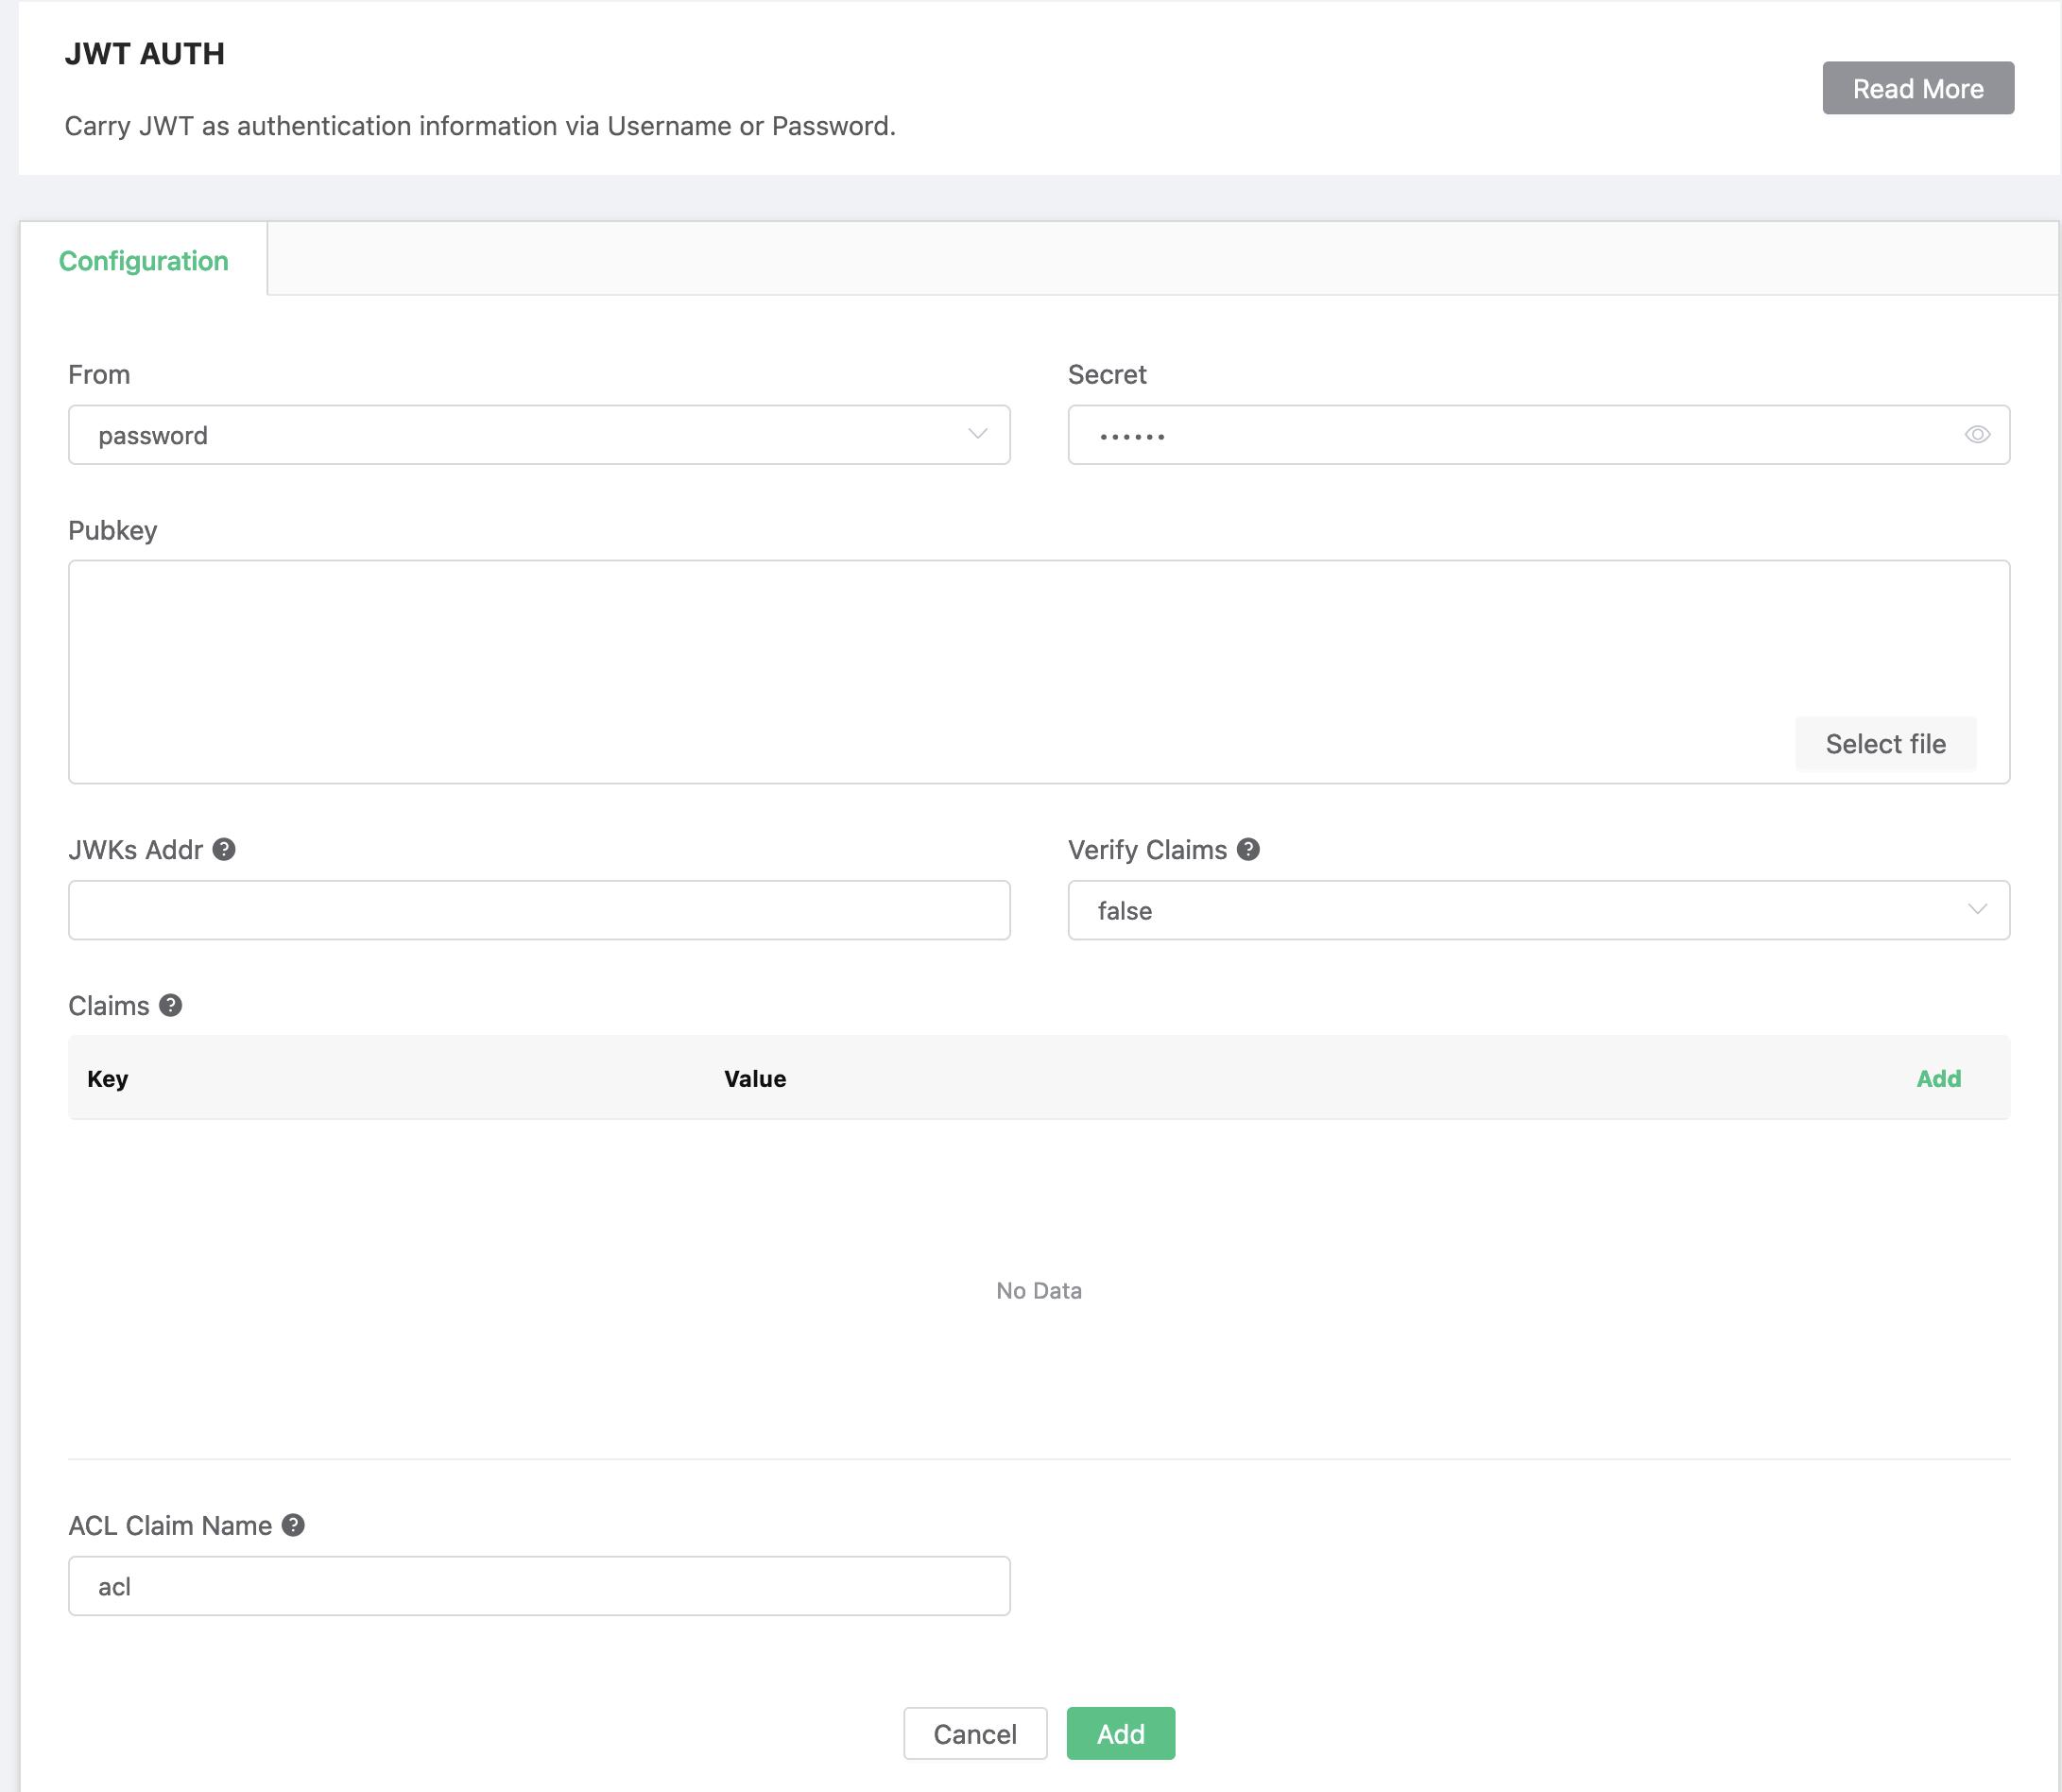 JWT AUTH
Read More
Carry JWT as authentication information via Username or Password.
Configuration
From
Secret
password
••••••
Pubkey
Select file
JWKs Addr ?
Verify Claims ?
false
Claims ?
Key Value Add
No Data
ACL Claim Name ?
acl
Cancel Add